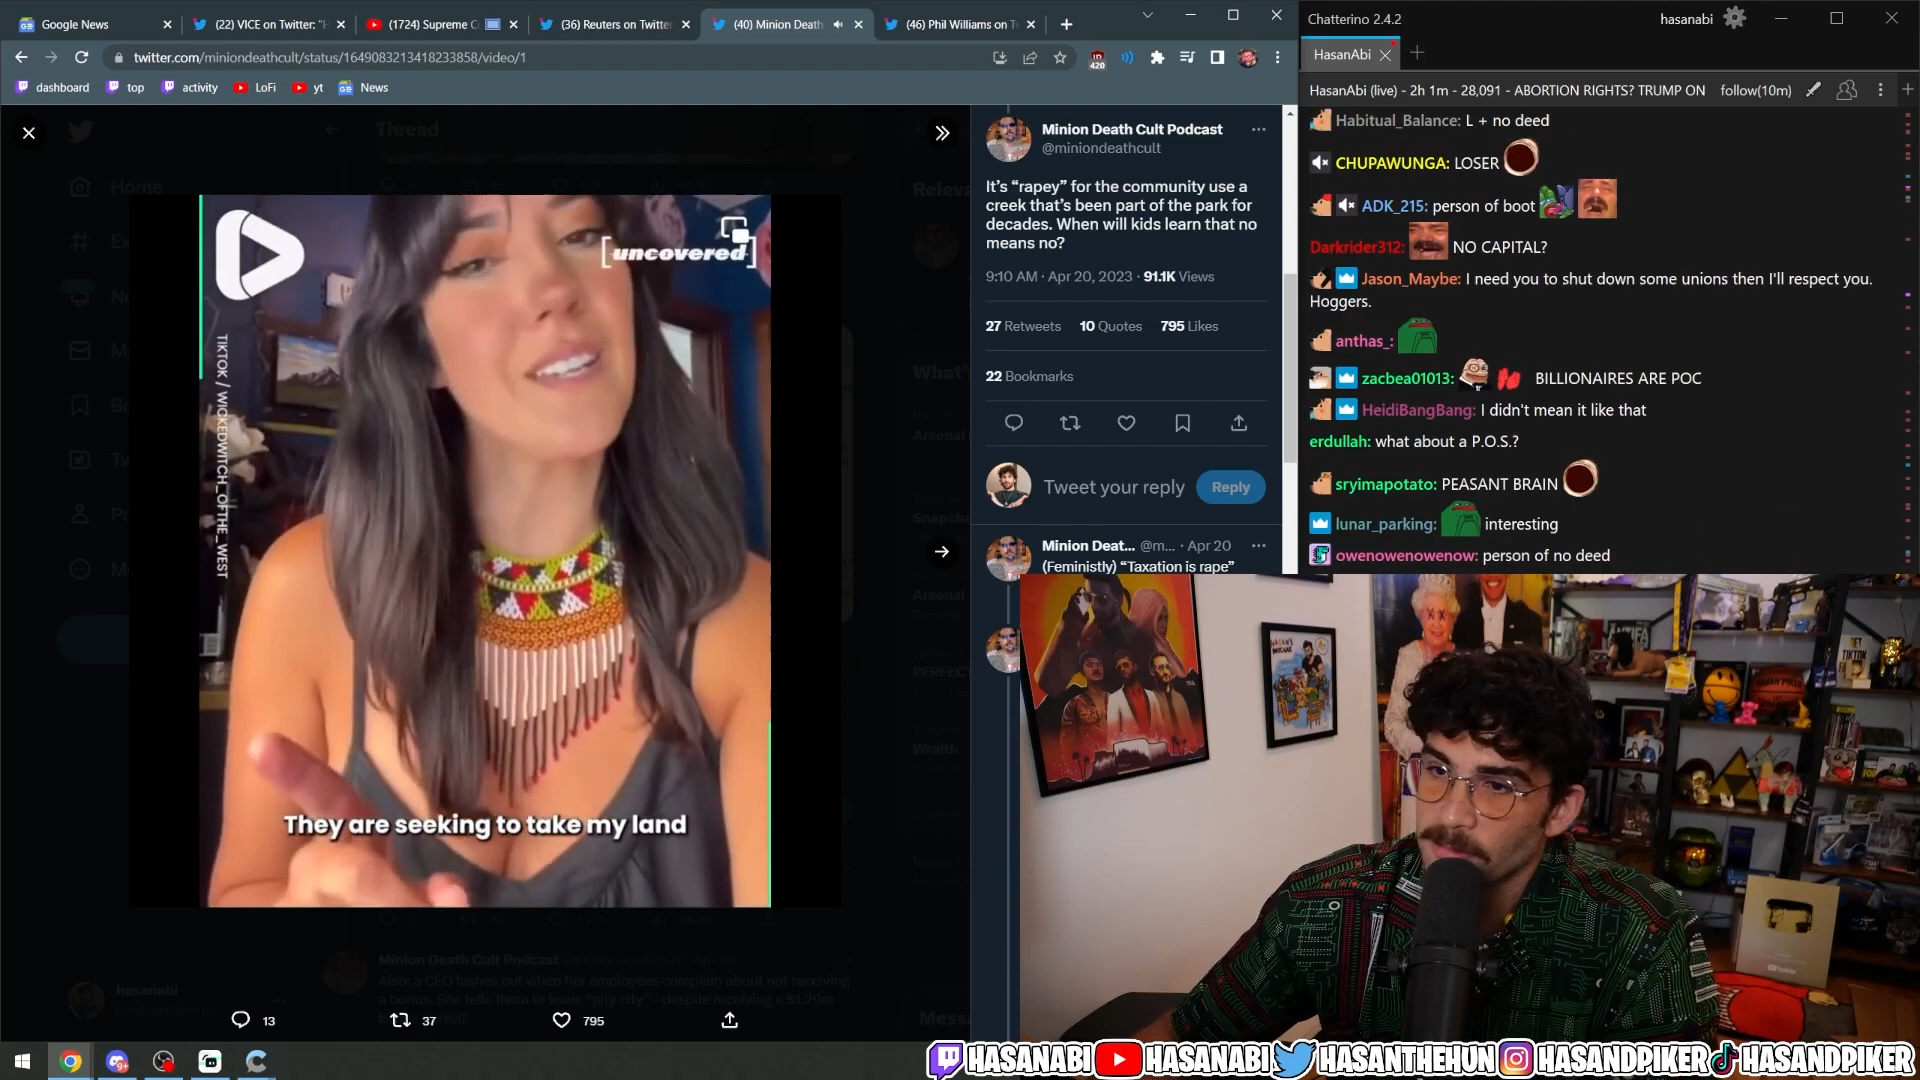 Google News
(22) VICE on Twitter: "H
(1724) Supreme C
(36) Reuters on Twitter
(40) Minion Death
(46) Phil Williams on T
twitter.com/miniondeathcult/status/1649083213418233858/video/1
420
dashboard
top
activity
LoFi
yt
News
Thread
Home
[uncovered]
TIKTOK / WICKEDWITCH_OFTHE_WEST
They are seeking to take my land
Minion Death Cult Podcast
13
37
795
Minion Death Cult Podcast
@miniondeathcult
It's “rapey” for the community use a
creek that's been part of the park for
decades. When will kids learn that no
means no?
9:10 AM · Apr 20, 2023 · 91.1K Views
27 Retweets 10 Quotes 795 Likes
22 Bookmarks
Tweet your reply
Reply
Minion Deat... @m... · Apr 20
(Feministly) “Taxation is rape”
Chatterino 2.4.2
hasanabi
HasanAbi
HasanAbi (live) - 2h 1m - 28,091 - ABORTION RIGHTS? TRUMP ON
follow(10m)
Habitual_Balance: L + no deed
CHUPAWUNGA: LOSER
ADK_215: person of boot
Darkrider312: NO CAPITAL?
Jason_Maybe: I need you to shut down some unions then I'll respect you.
Hoggers.
anthas_:
zacbea01013: BILLIONAIRES ARE POC
HeidiBangBang: I didn't mean it like that
erdullah: what about a P.O.S.?
sryimapotato: PEASANT BRAIN
lunar_parking: interesting
owenowenowenow: person of no deed
HASANABI
HASANABI
HASANTHEHUN
HASANDPIKER
HASANDPIKER